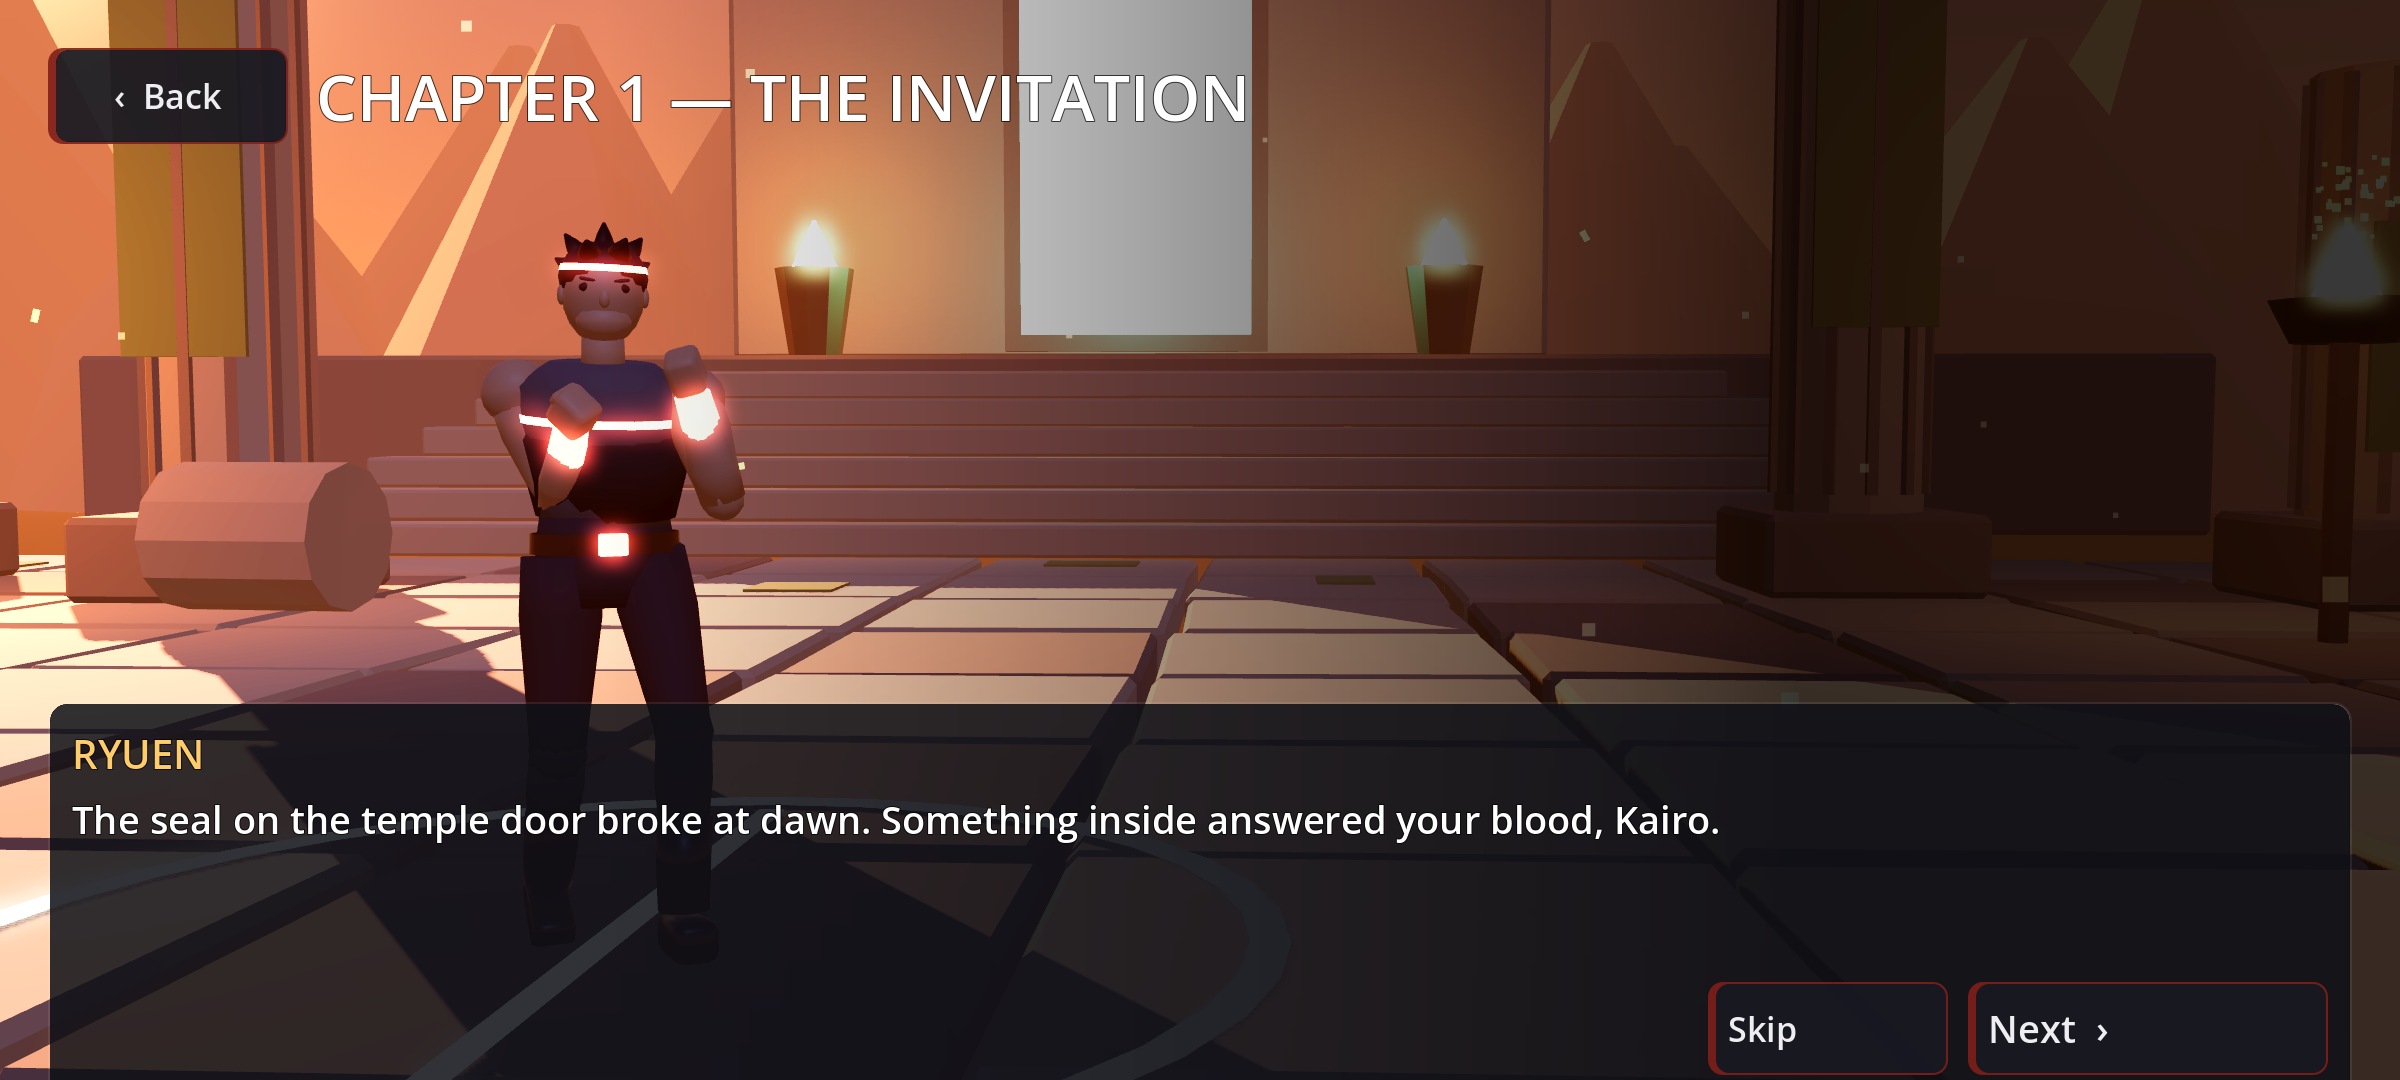 ‹ Back
CHAPTER 1 — THE INVITATION
RYUEN
The seal on the temple door broke at dawn. Something inside answered your blood, Kairo.
Skip
Next ›